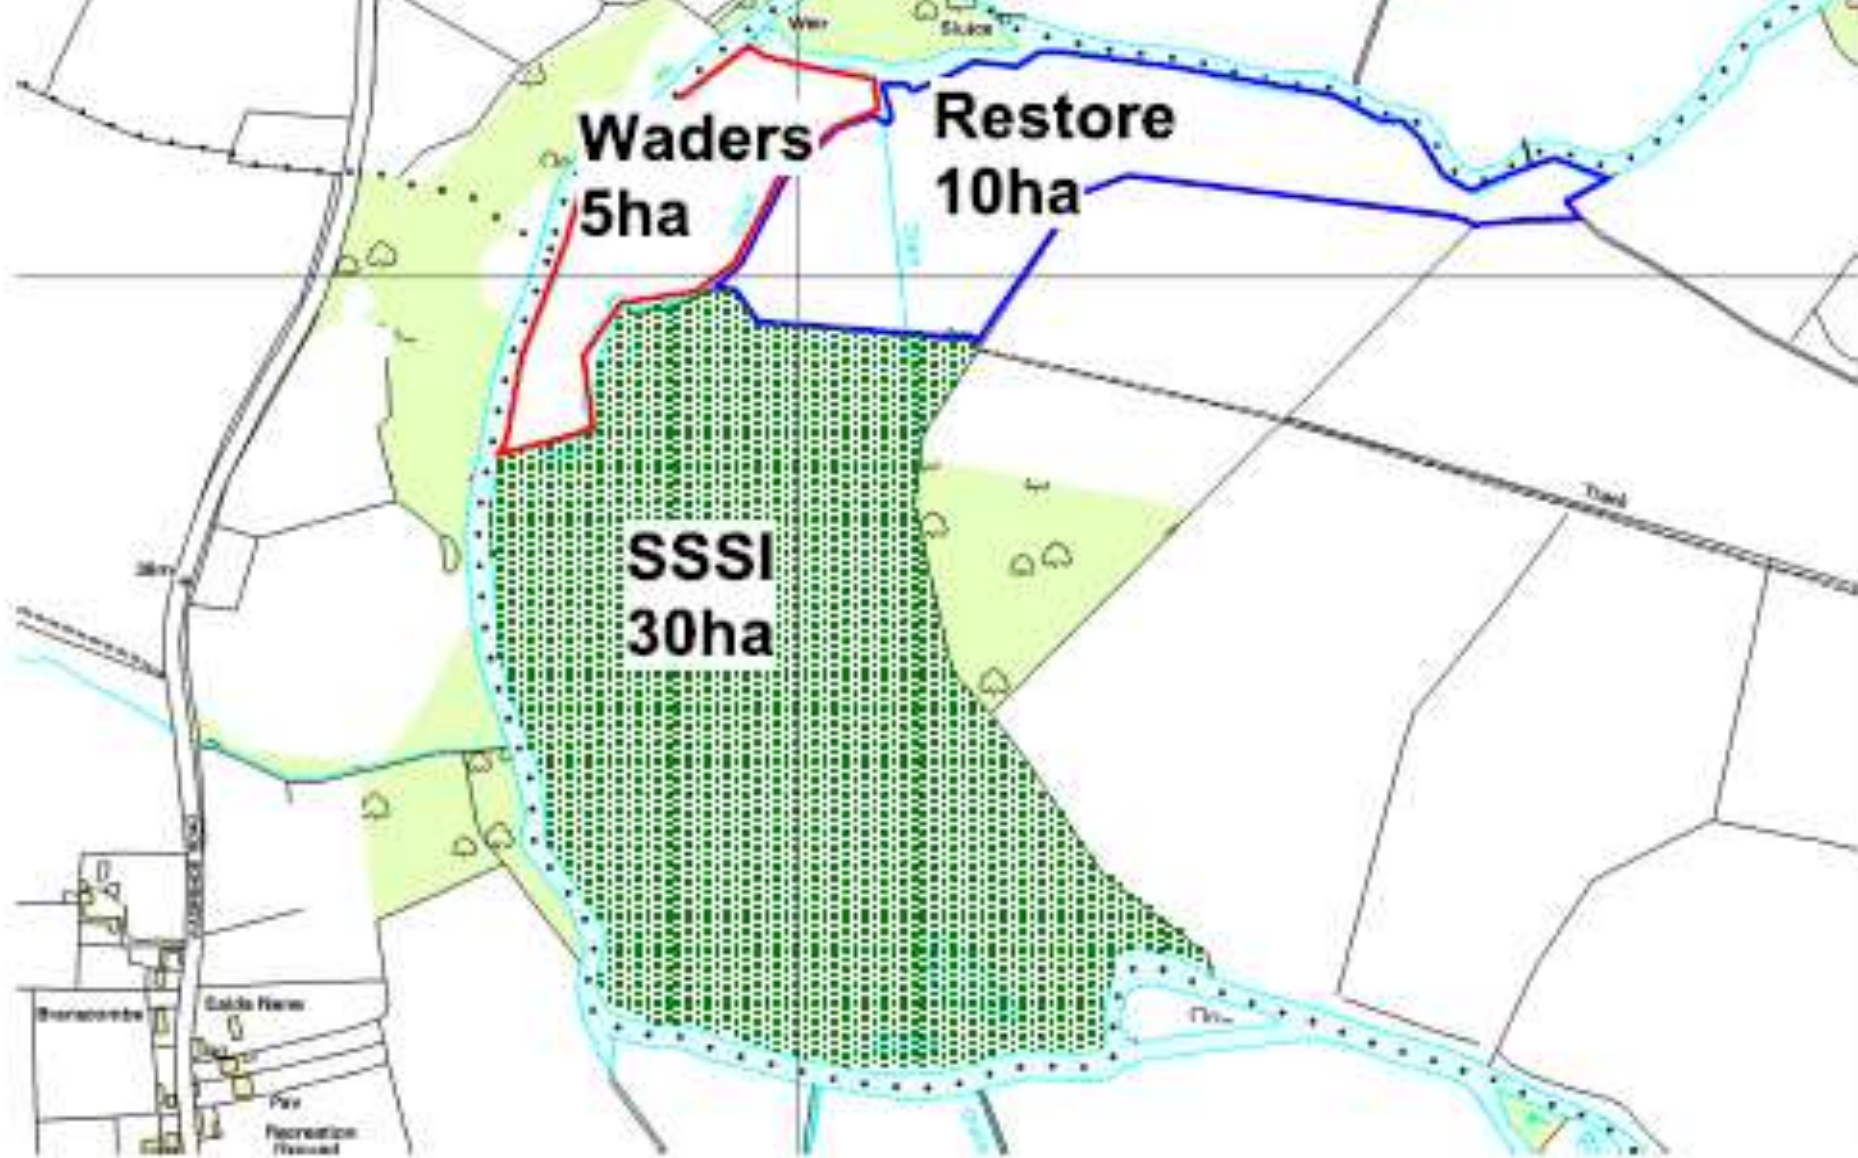 Weir
Sluice
Waders
5ha
Restore
10ha
SSSI
30ha
Track
Pav
Recreation
Ground